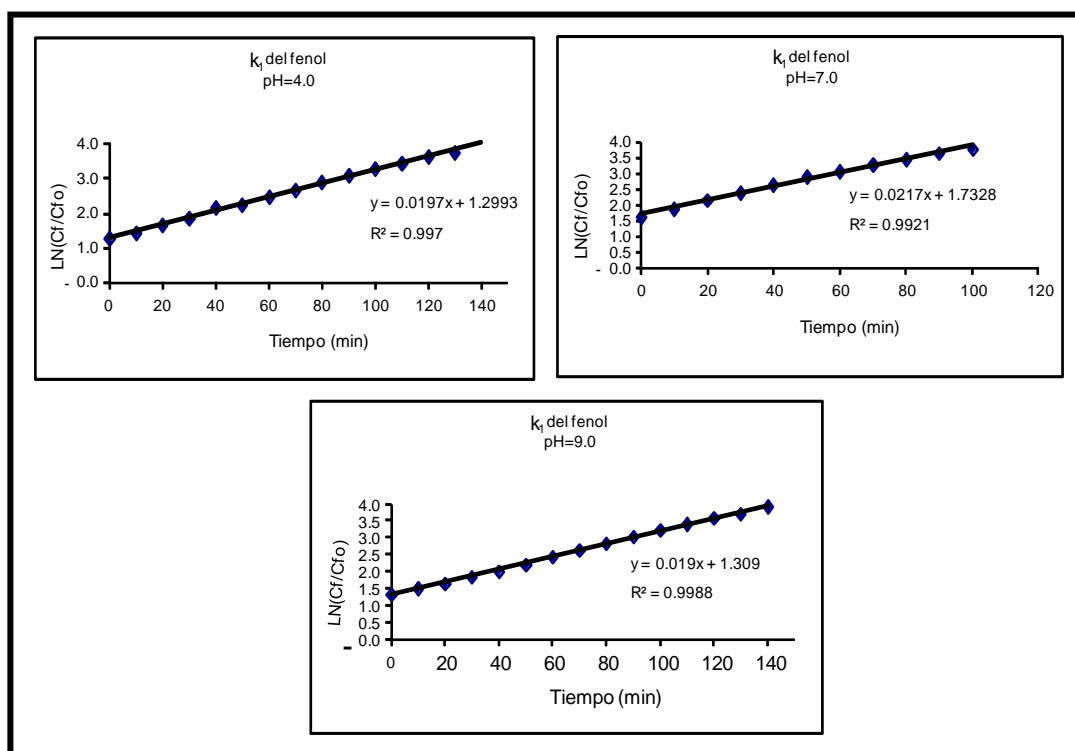 k₁ del fenol
pH=4.0
LN(Cf/Cfo)
4.0
3.0
2.0
1.0
- 0.0
y = 0.0197x + 1.2993
R² = 0.997
0 20 40 60 80 100 120 140
Tiempo (min)
k₁ del fenol
pH=7.0
LN(Cf/Cfo)
4.0
3.5
3.0
2.5
2.0
1.5
1.0
0.5
- 0.0
y = 0.0217x + 1.7328
R² = 0.9921
0 20 40 60 80 100 120
Tiempo (min)
k₁ del fenol
pH=9.0
LN(Cf/Cfo)
4.0
3.5
3.0
2.5
2.0
1.5
1.0
0.5
- 0.0
y = 0.019x + 1.309
R² = 0.9988
0 20 40 60 80 100 120 140
Tiempo (min)